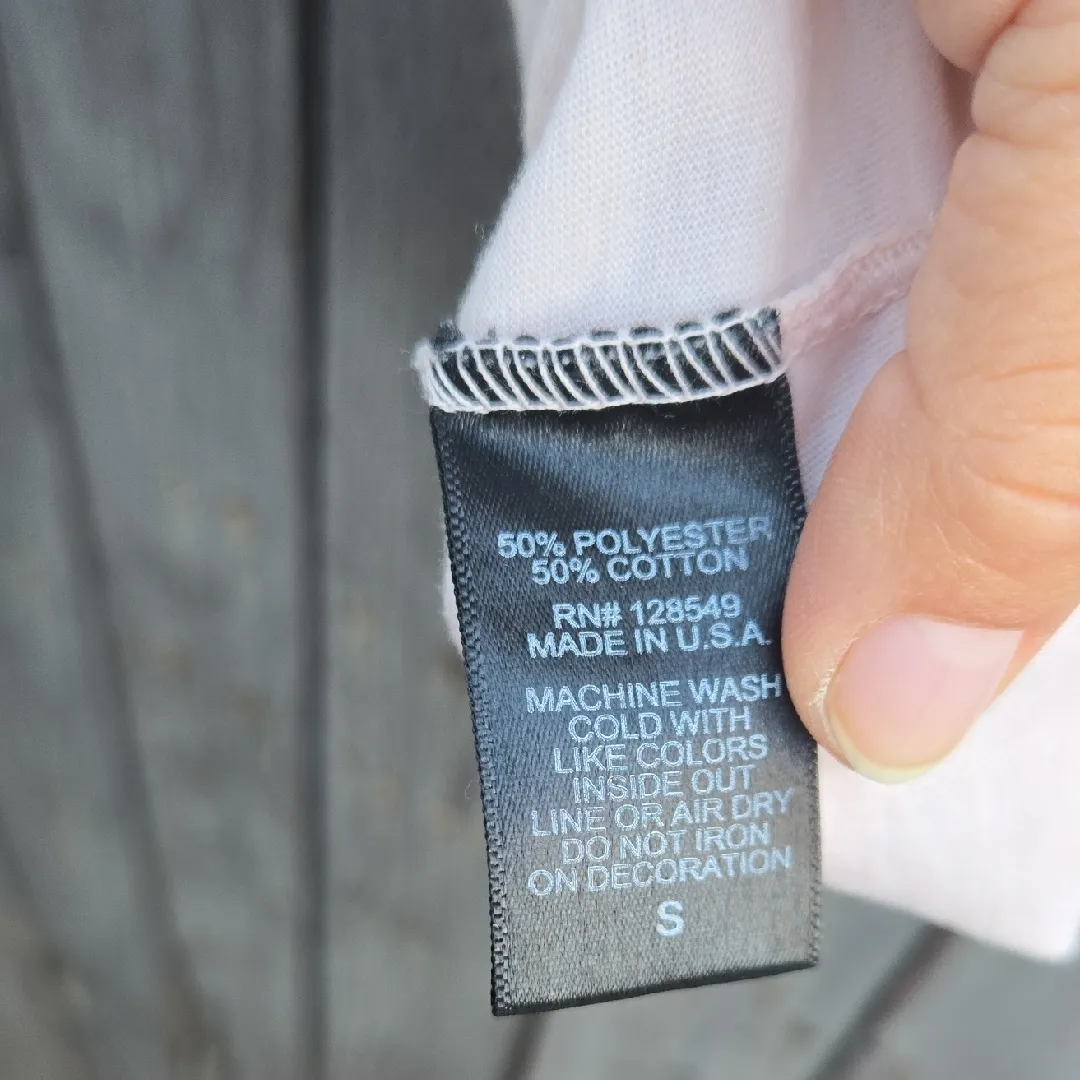 50% POLYESTER
50% COTTON
RN# 128549
MADE IN U.S.A.
MACHINE WASH
COLD WITH
LIKE COLORS
INSIDE OUT
LINE OR AIR DRY
DO NOT IRON
ON DECORATION
S